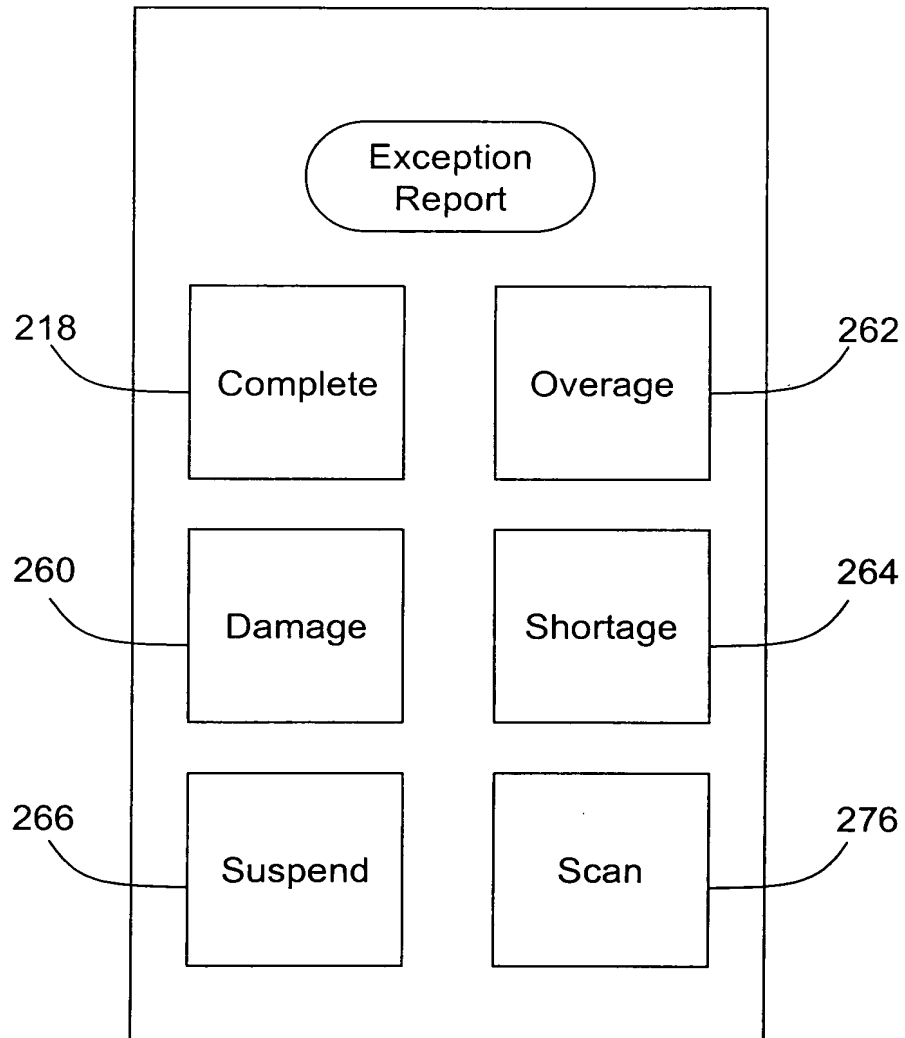 Exception
Report
218
Complete
Overage
262
260
Damage
Shortage
264
266
Suspend
Scan
276